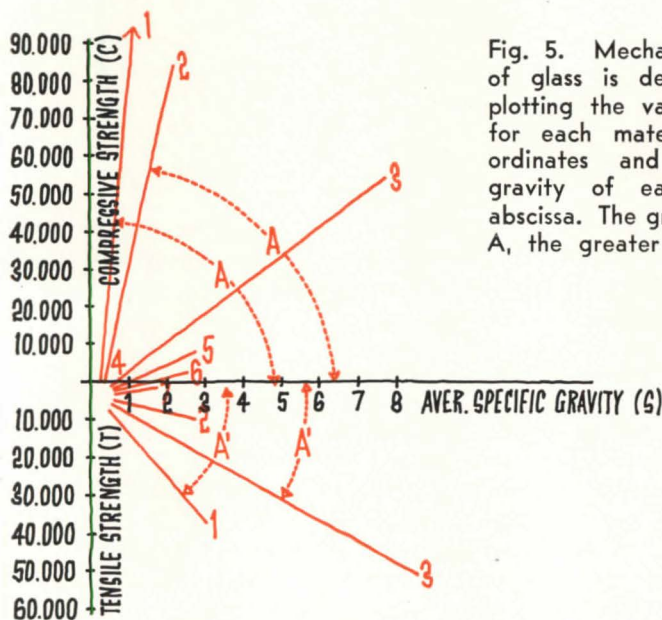 90.000
80.000
70.000
60.000
50.000
40.000
30.000
20.000
10.000
COMPRESSIVE STRENGTH (C)
1
2
3
A
A
4
5
6
1 2 3 4 5 6 7 8 AVER. SPECIFIC GRAVITY (S)
10.000
20.000
30.000
40.000
50.000
60.000
TENSILE STRENGTH (T)
1
2
A'
A'
1
3
Fig. 5. Mecha
of glass is de
plotting the va
for each mate
ordinates and
gravity of ea
abscissa. The g
A, the greater